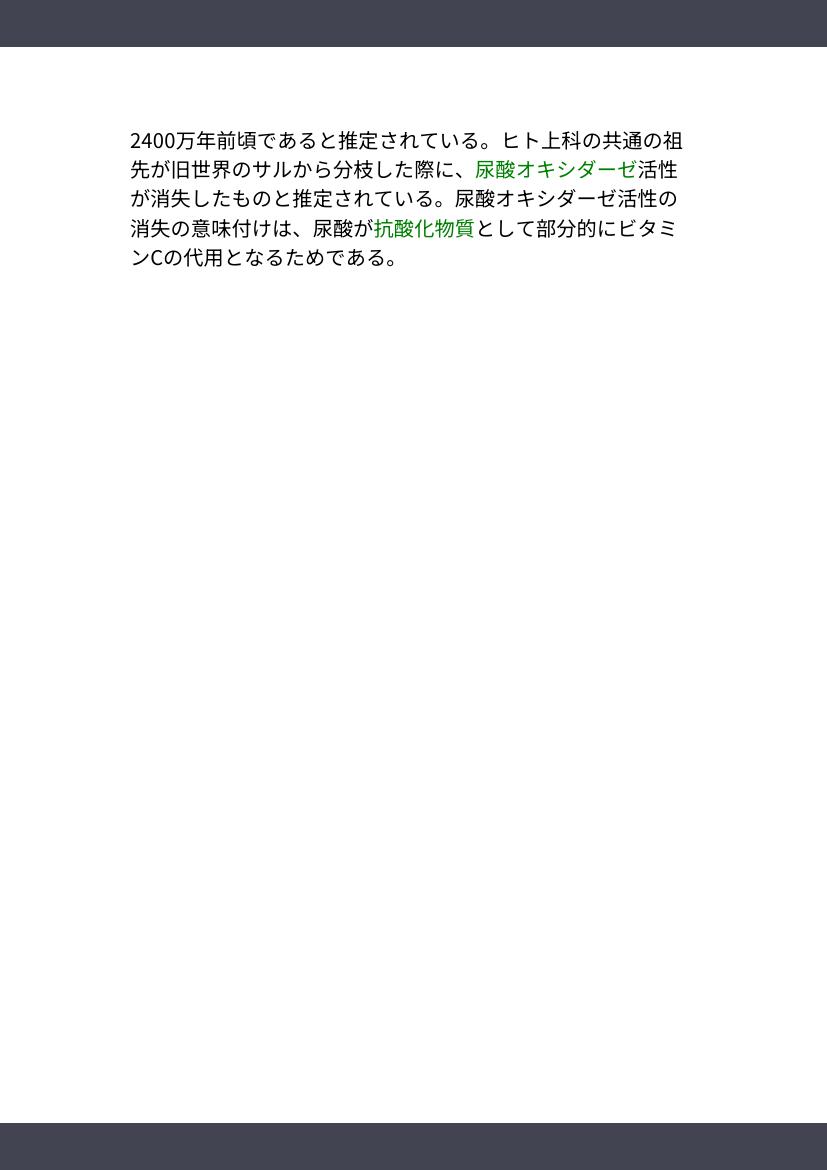 2400万年前頃であると推定されている。ヒト上科の共通の祖
先が旧世界のサルから分枝した際に、尿酸オキシダーゼ活性
が消失したものと推定されている。尿酸オキシダーゼ活性の
消失の意味付けは、尿酸が抗酸化物質として部分的にビタミ
ンCの代用となるためである。